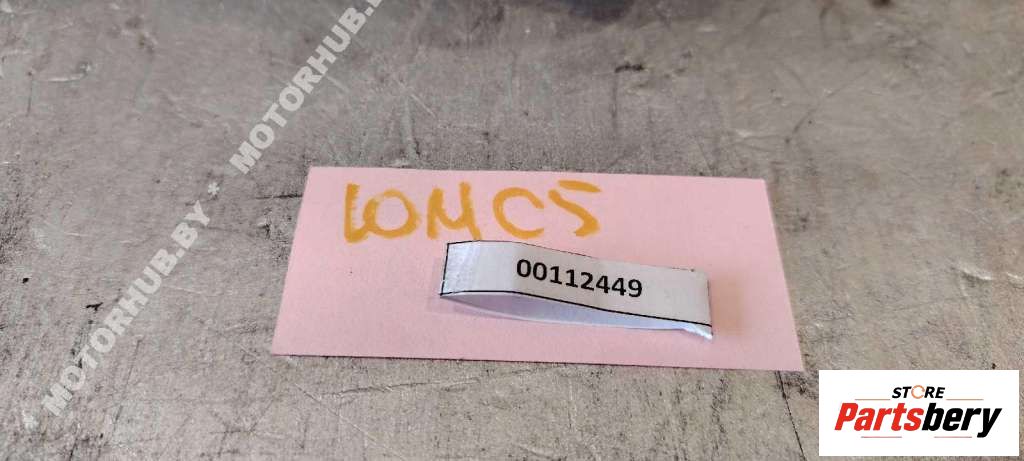 MOTORHUB.BY * MOTORHUB.BY
10MC5
00112449
STORE
Partsbery